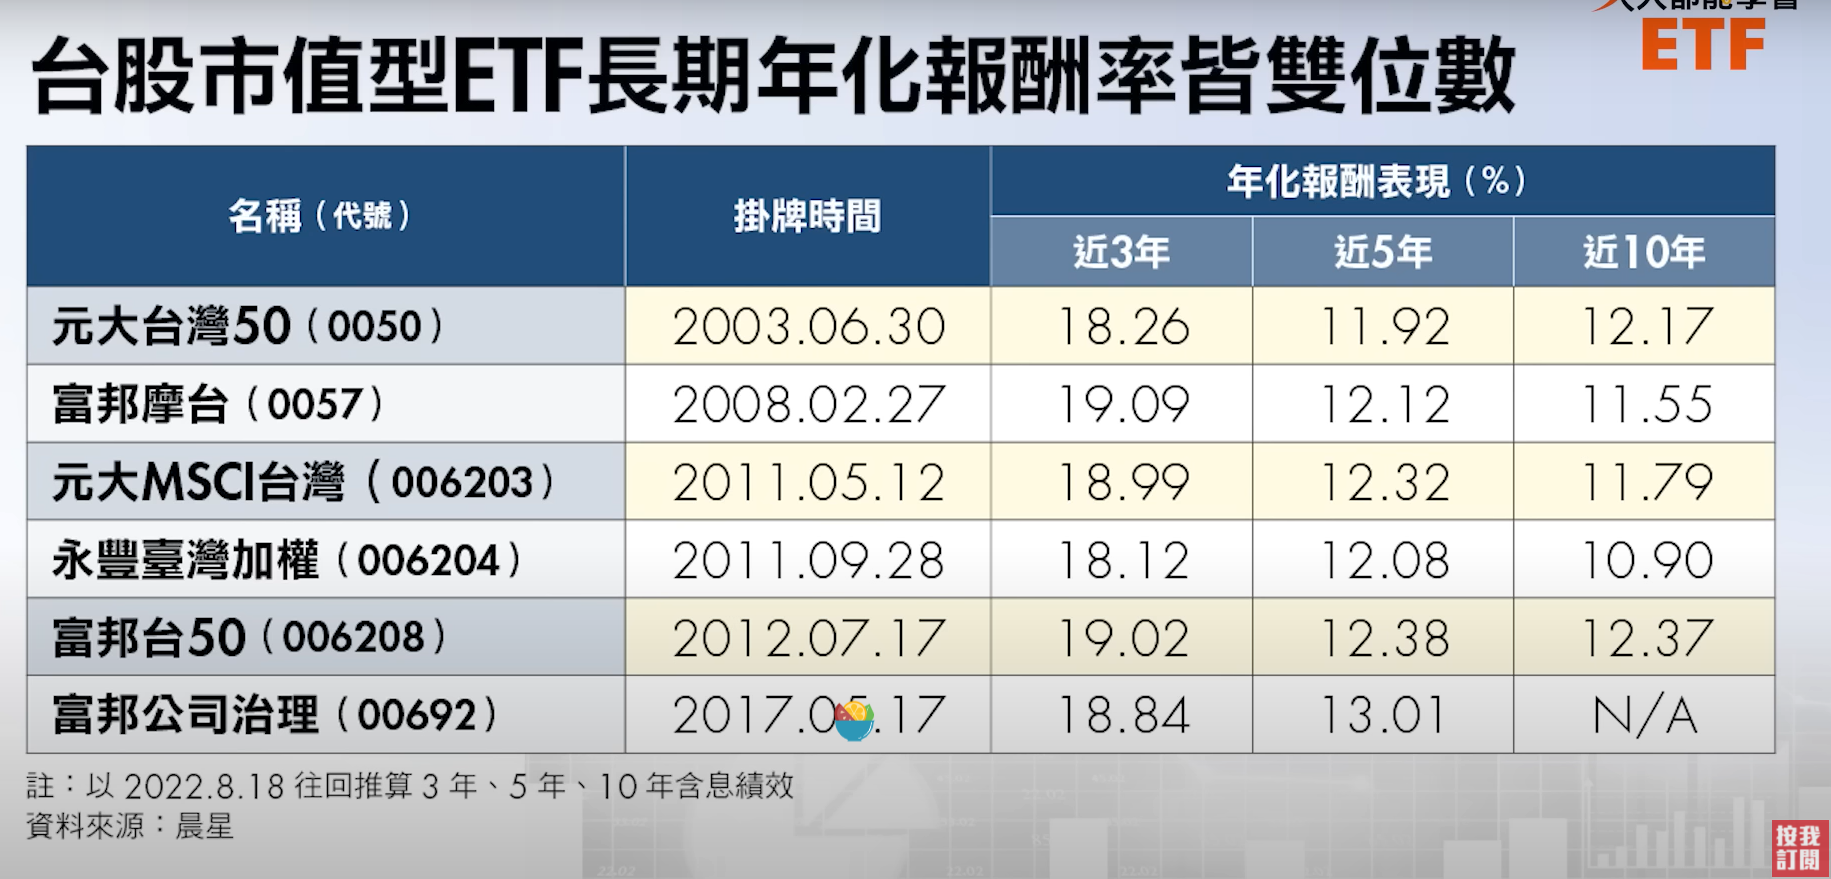 人人都能學會
ETF
台股市值型ETF長期年化報酬率皆雙位數
名稱（代號） 掛牌時間 年化報酬表現（%）
近3年 近5年 近10年
元大台灣50（0050） 2003.06.30 18.26 11.92 12.17
富邦摩台（0057） 2008.02.27 19.09 12.12 11.55
元大MSCI台灣（006203） 2011.05.12 18.99 12.32 11.79
永豐臺灣加權（006204） 2011.09.28 18.12 12.08 10.90
富邦台50（006208） 2012.07.17 19.02 12.38 12.37
富邦公司治理（00692） 2017.05.17 18.84 13.01 N/A
註：以 2022.8.18 往回推算 3 年、5 年、10 年含息績效
資料來源：晨星
按我
訂閱